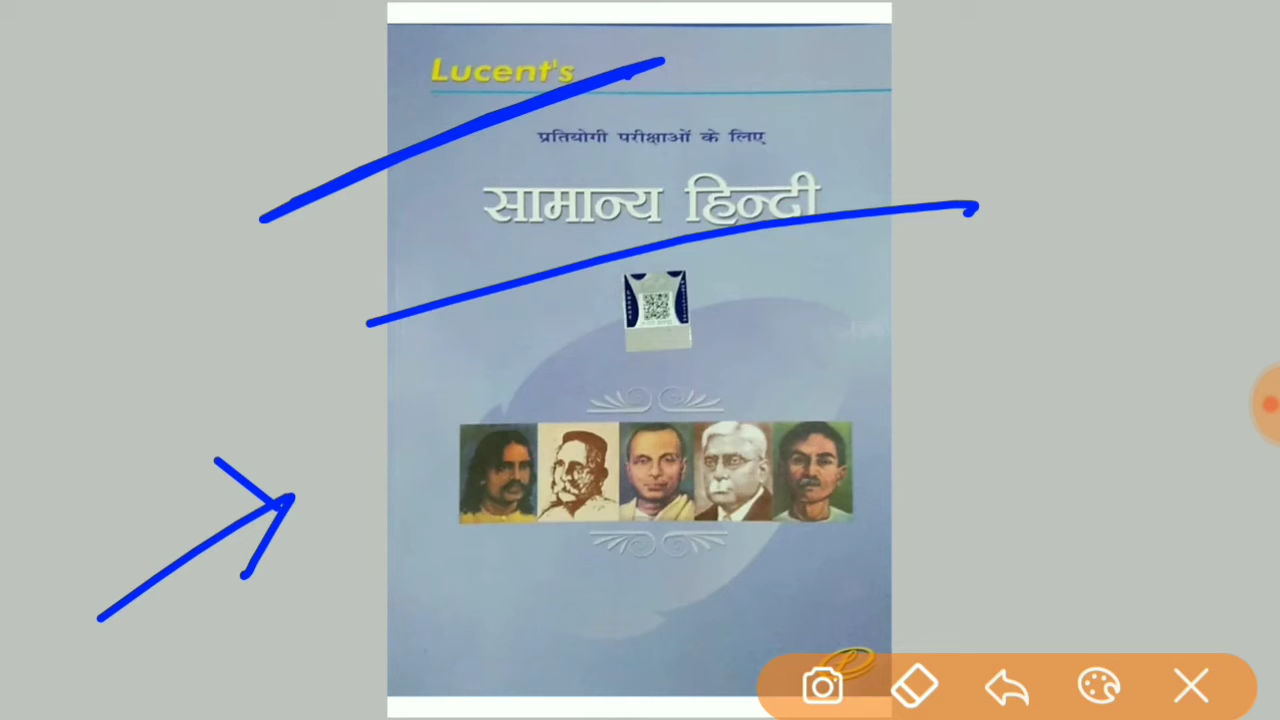 Lucent's
प्रतियोगी परीक्षाओं के लिए
सामान्य हिन्दी